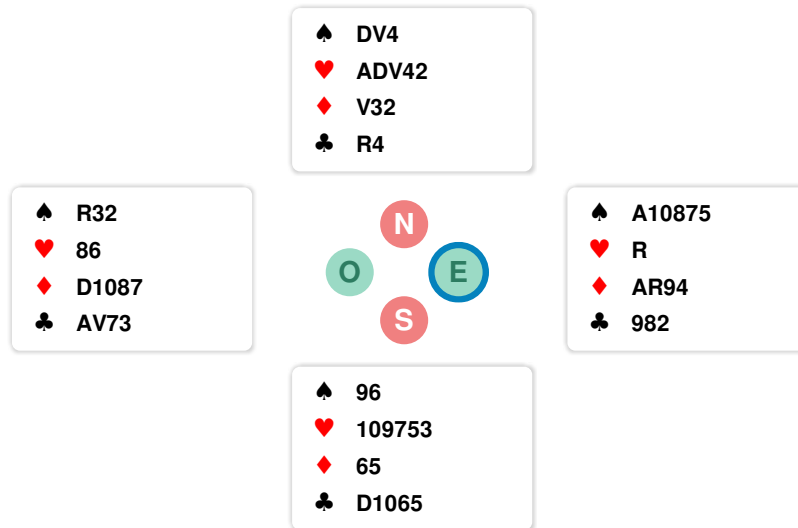 ♠ DV4
♥ ADV42
♦ V32
♣ R4
♠ R32
♥ 86
♦ D1087
♣ AV73
N
O E
S
♠ A10875
♥ R
♦ AR94
♣ 982
♠ 96
♥ 109753
♦ 65
♣ D1065